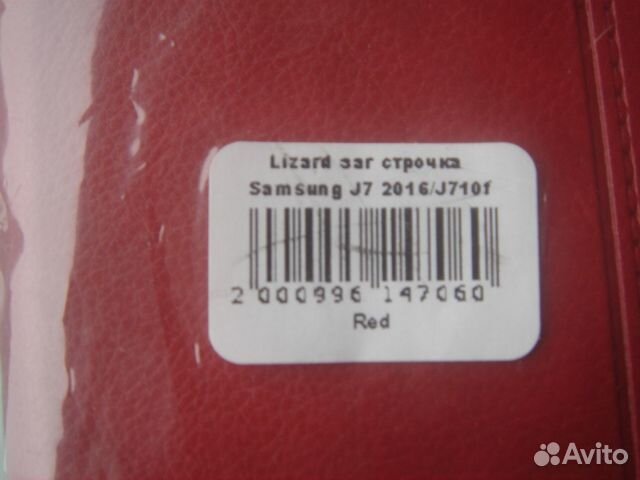 Lizard заг строчка
Samsung J7 2016/J710f
2 000996 147060
Red
Avito